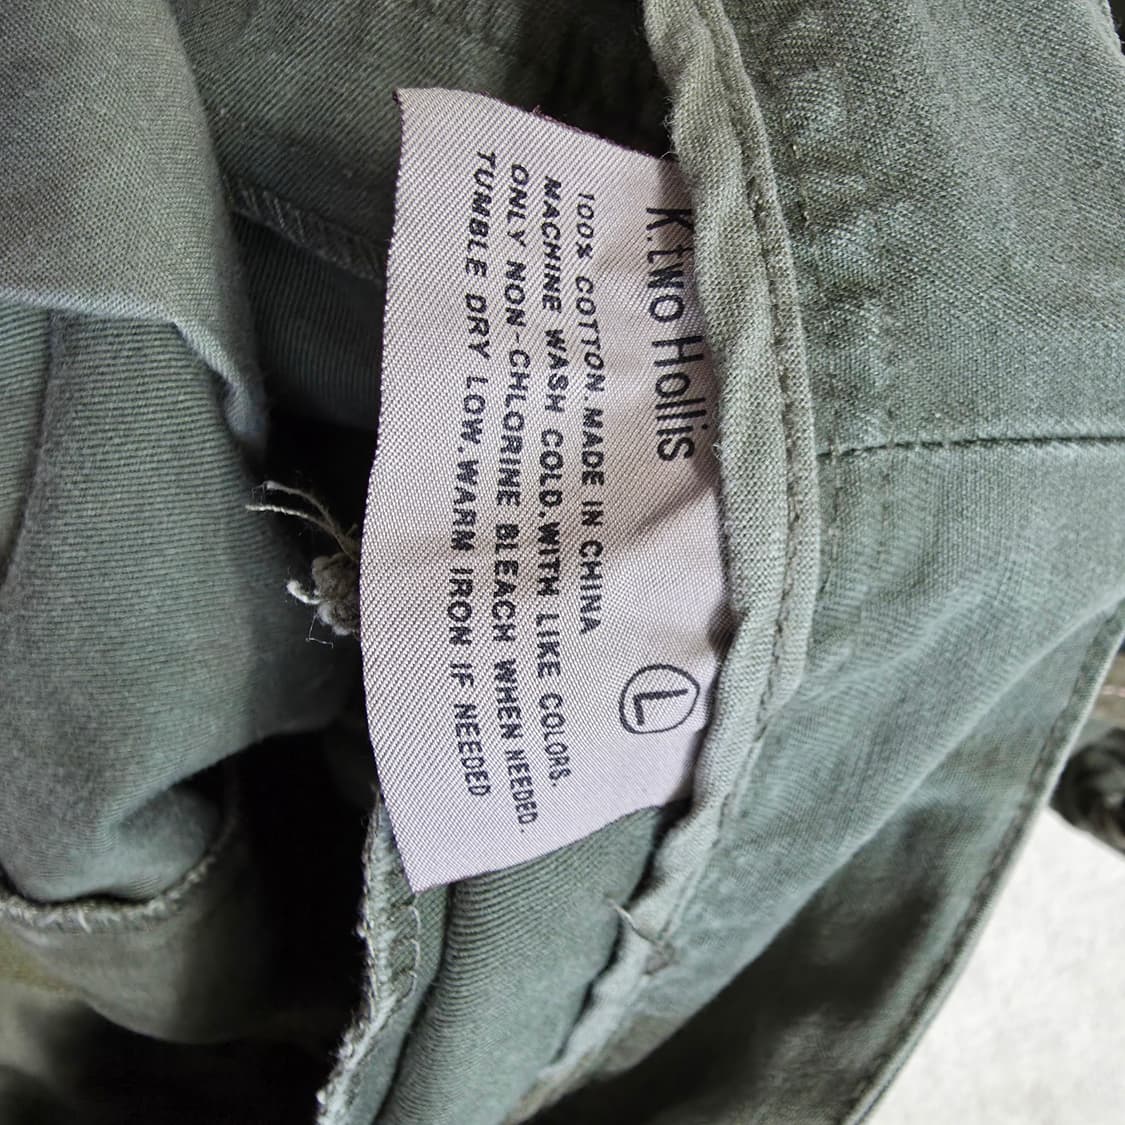 K.two Hollis
L
100% COTTON.MADE IN CHINA
MACHINE WASH COLD.WITH LIKE COLORS.
ONLY NON-CHLORINE BLEACH WHEN NEEDED.
TUMBLE DRY LOW.WARM IRON IF NEEDED